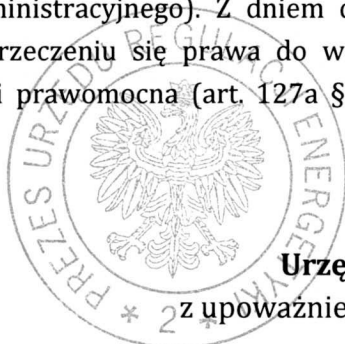 ministracyjnego). Z dniem d
rzeczeniu się prawa do w
i prawomocna (art. 127a §
PREZES URZĘDU REGULACJI ENERGETYKI
* 2 *
Urzę
z upoważnie